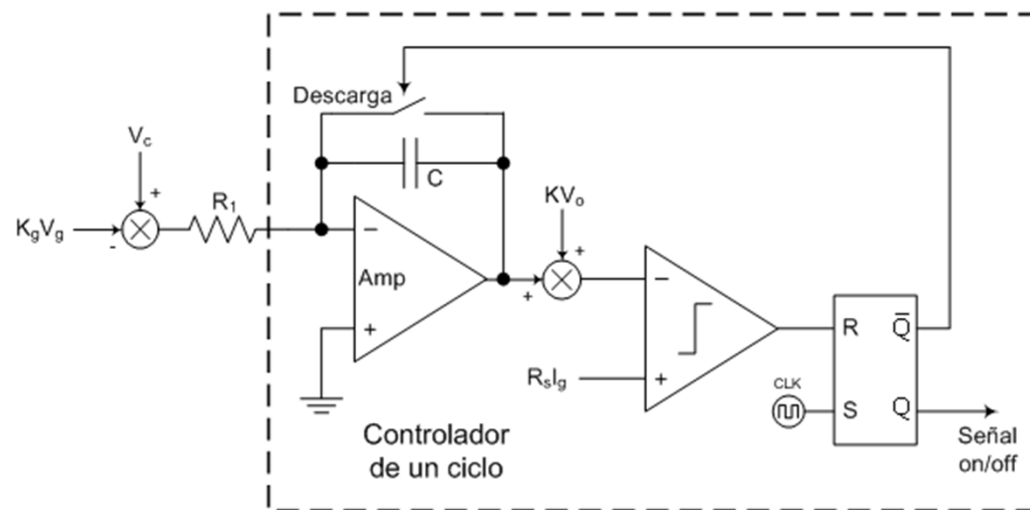 Descarga
V_c
+
R_1
C
KV_o
K_gV_g
-
−
Amp
+
+
+
−
R_sI_g
+
R
Q̅
CLK
S
Q
Señal
on/off
Controlador
de un ciclo